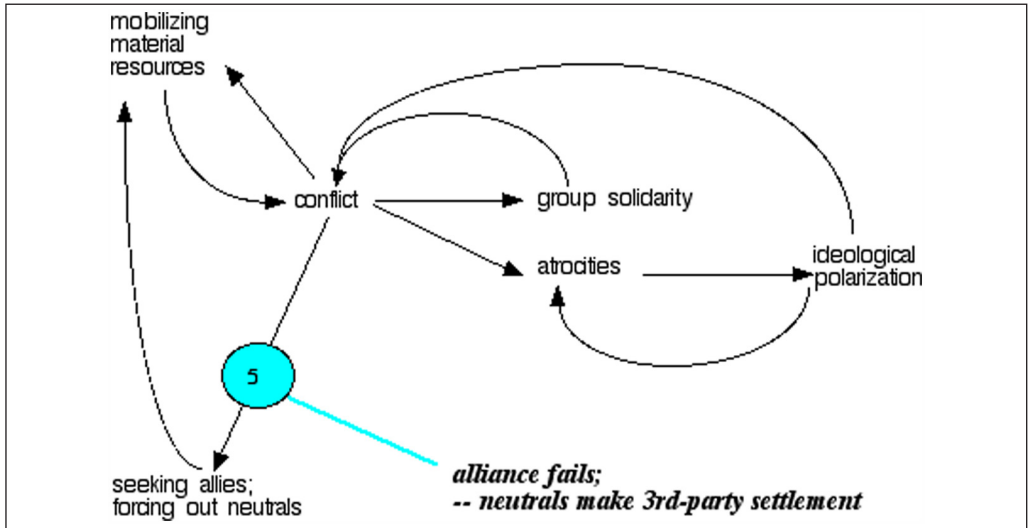 mobilizing
material
resources
conflict
group solidarity
atrocities
ideological
polarization
5
seeking allies;
forcing out neutrals
alliance fails;
-- neutrals make 3rd-party settlement